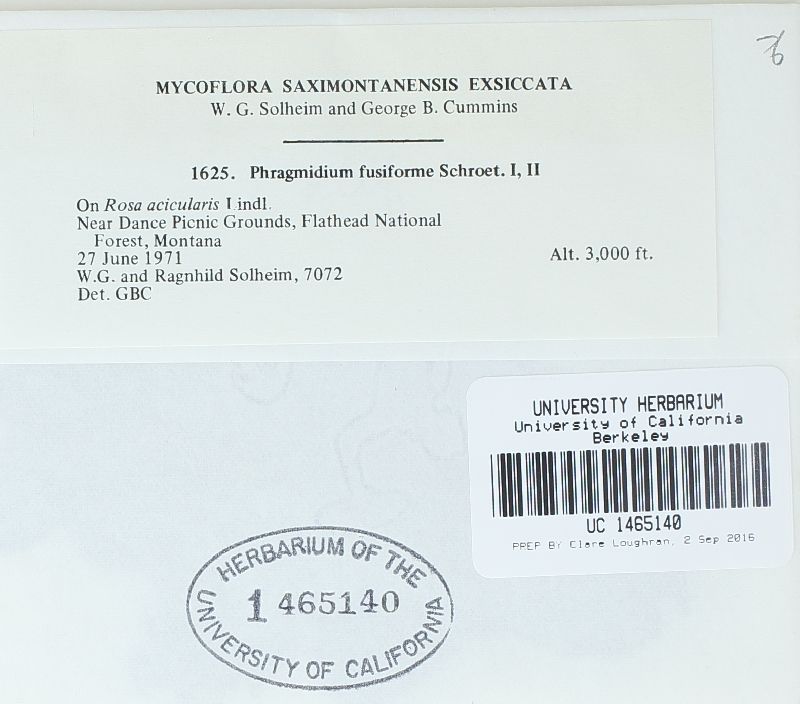 MYCOFLORA SAXIMONTANENSIS EXSICCATA
W. G. Solheim and George B. Cummins
1625. Phragmidium fusiforme Schroet. I, II
On Rosa acicularis Lindl.
Near Dance Picnic Grounds, Flathead National
Forest, Montana
27 June 1971
Alt. 3,000 ft.
W.G. and Ragnhild Solheim, 7072
Det. GBC
UNIVERSITY HERBARIUM
University of California
Berkeley
UC 1465140
PREP BY Clare Loughran, 2 Sep 2016
HERBARIUM OF THE
1 465140
UNIVERSITY OF CALIFORNIA